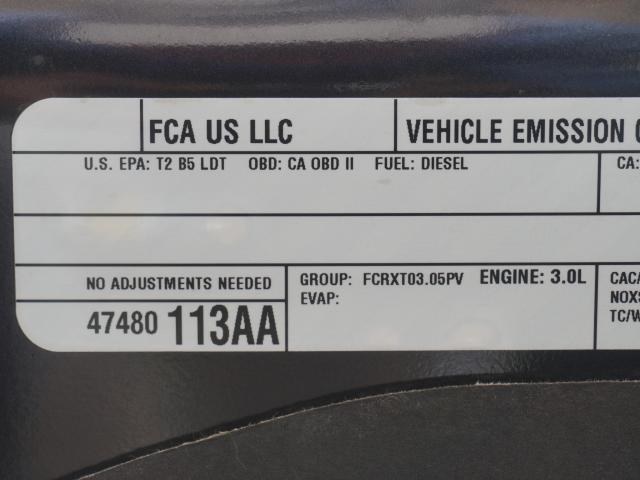 FCA US LLC VEHICLE EMISSION
U.S. EPA: T2 B5 LDT OBD: CA OBD II FUEL: DIESEL CA:
NO ADJUSTMENTS NEEDED GROUP: FCRXT03.05PV ENGINE: 3.0L
EVAP:
47480 113AA
TC/W